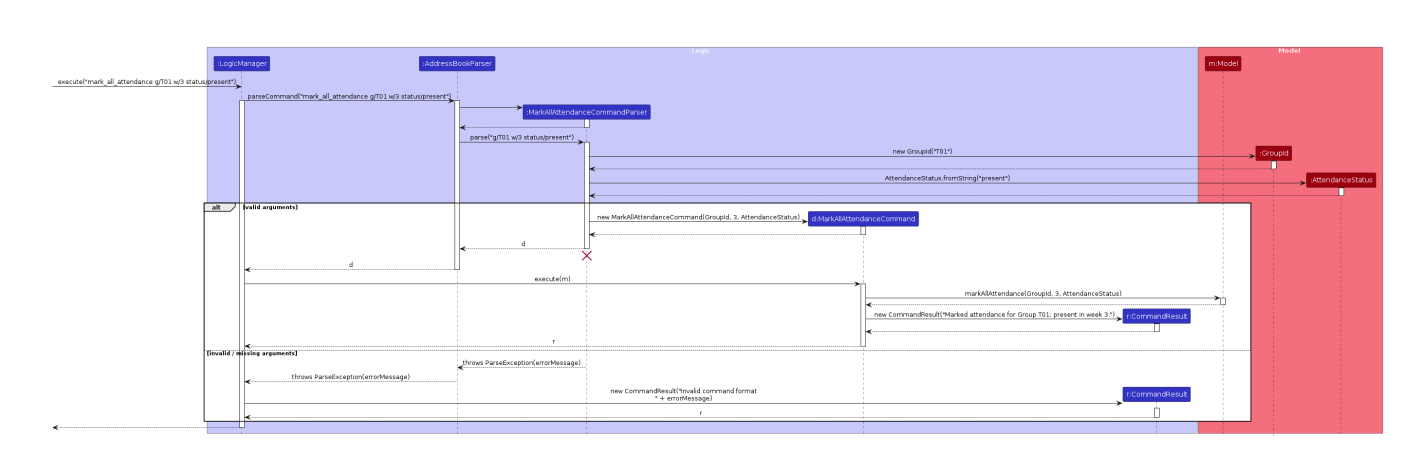 Logic
Model
:LogicManager
:AddressBookParser
m:Model
execute("mark_all_attendance g/T01 w/3 status/present")
parseCommand("mark_all_attendance g/T01 w/3 status/present")
:MarkAllAttendanceCommandParser
parse("g/T01 w/3 status/present")
new GroupId("T01")
:GroupId
AttendanceStatus.fromString("present")
:AttendanceStatus
alt
[valid arguments]
new MarkAllAttendanceCommand(GroupId, 3, AttendanceStatus)
d:MarkAllAttendanceCommand
d
d
execute(m)
markAllAttendance(GroupId, 3, AttendanceStatus)
new CommandResult("Marked attendance for Group T01: present in week 3.")
r:CommandResult
r
[invalid / missing arguments]
throws ParseException(errorMessage)
throws ParseException(errorMessage)
new CommandResult("Invalid command format
" + errorMessage)
r:CommandResult
r